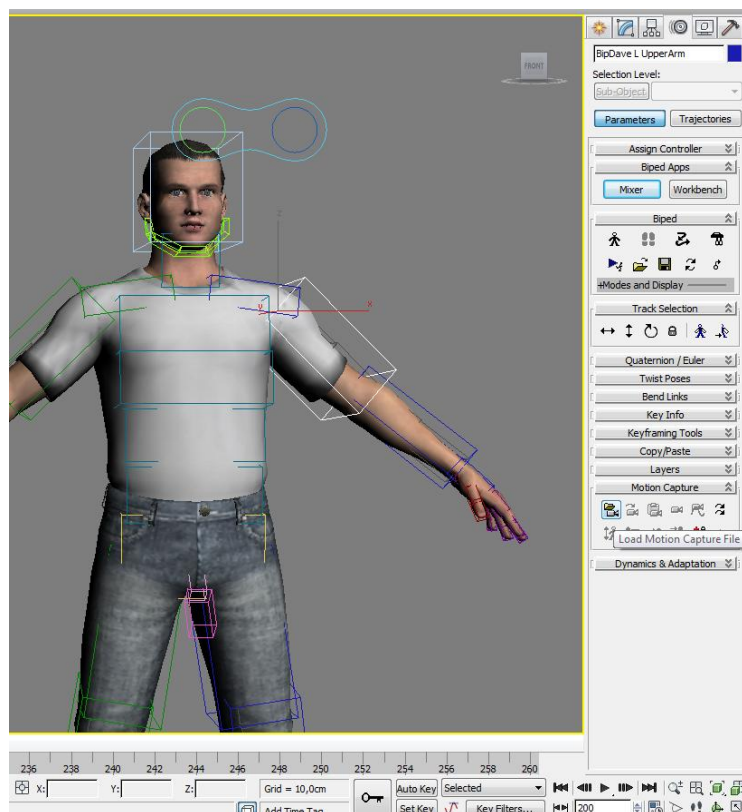 BipDave L UpperArm
FRONT
Selection Level:
Sub-Object
Parameters Trajectories
Assign Controller
Biped Apps
Mixer Workbench
Biped
+Modes and Display
Track Selection
Quaternion / Euler
Twist Poses
Bend Links
Key Info
Keyframing Tools
Copy/Paste
Layers
Motion Capture
Load Motion Capture File
Dynamics & Adaptation
z
y x
236 238 240 242 244 246 248 250 252 254 256 258 260
X: Y: Z: Grid = 10,0cm Auto Key Selected
Add Time Tag Set Key Key Filters... 200